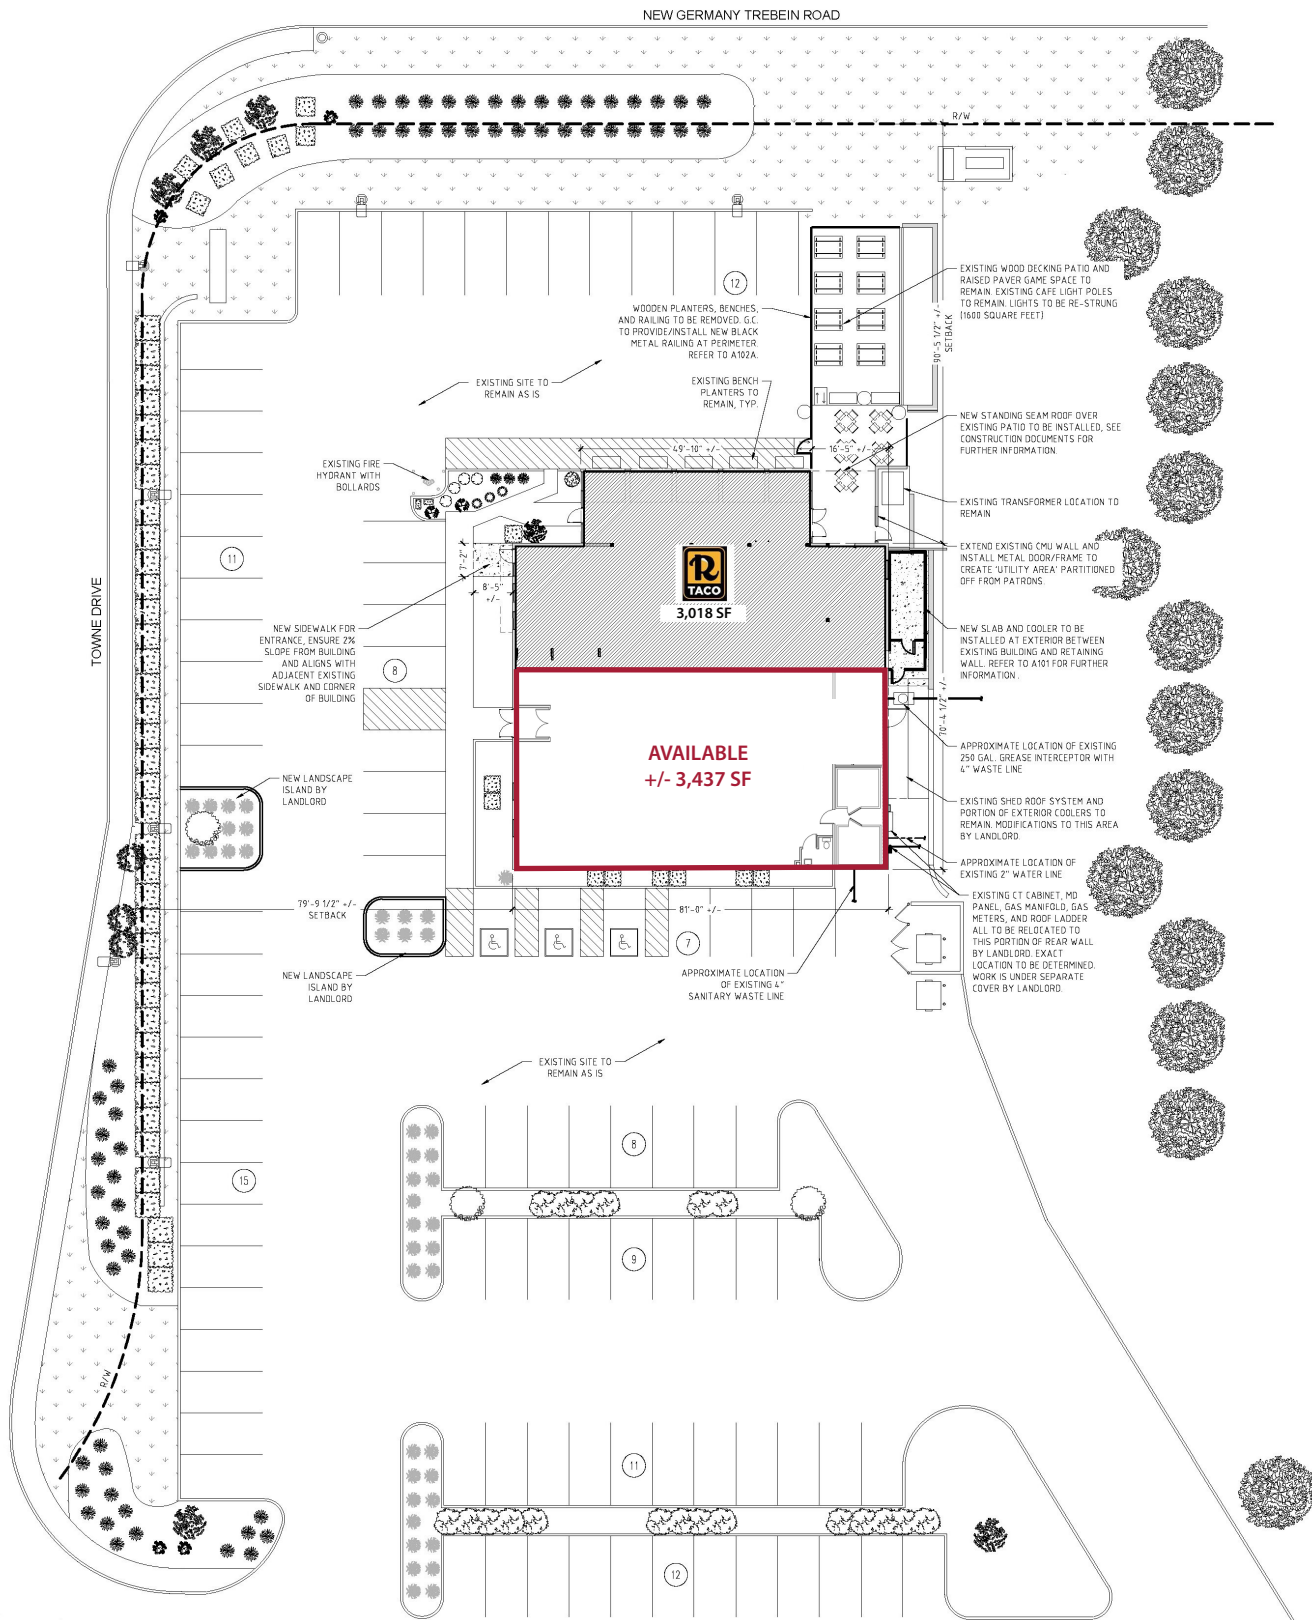 NEW GERMANY TREBEIN ROAD
R/W
12
EXISTING WOOD DECKING PATIO AND
RAISED PAVER GAME SPACE TO
REMAIN. EXISTING CAFE LIGHT POLES
TO REMAIN. LIGHTS TO BE RE-STRUNG
(1600 SQUARE FEET)
90'-5 1/2" +/-
SETBACK
WOODEN PLANTERS, BENCHES,
AND RAILING TO BE REMOVED. G.C.
TO PROVIDE/INSTALL NEW BLACK
METAL RAILING AT PERIMETER.
REFER TO A102A.
EXISTING SITE TO
REMAIN AS IS
EXISTING BENCH
PLANTERS TO
REMAIN, TYP.
NEW STANDING SEAM ROOF OVER
EXISTING PATIO TO BE INSTALLED, SEE
CONSTRUCTION DOCUMENTS FOR
FURTHER INFORMATION.
49'-10" +/-
16'-5" +/-
EXISTING FIRE
HYDRANT WITH
BOLLARDS
EXISTING TRANSFORMER LOCATION TO
REMAIN
11
7'-2"
8'-5"
+/-
EXTEND EXISTING CMU WALL AND
INSTALL METAL DOOR/FRAME TO
CREATE 'UTILITY AREA' PARTITIONED
OFF FROM PATRONS.
R
TACO
3,018 SF
TOWNE DRIVE
NEW SIDEWALK FOR
ENTRANCE, ENSURE 2%
SLOPE FROM BUILDING
AND ALIGNS WITH
ADJACENT EXISTING
SIDEWALK AND CORNER
OF BUILDING
8
NEW SLAB AND COOLER TO BE
INSTALLED AT EXTERIOR BETWEEN
EXISTING BUILDING AND RETAINING
WALL. REFER TO A101 FOR FURTHER
INFORMATION.
70'-4 1/2" +/-
AVAILABLE
+/- 3,437 SF
APPROXIMATE LOCATION OF EXISTING
250 GAL. GREASE INTERCEPTOR WITH
4" WASTE LINE
NEW LANDSCAPE
ISLAND BY
LANDLORD
EXISTING SHED ROOF SYSTEM AND
PORTION OF EXTERIOR COOLERS TO
REMAIN. MODIFICATIONS TO THIS AREA
BY LANDLORD.
APPROXIMATE LOCATION OF
EXISTING 2" WATER LINE
79'-9 1/2" +/-
SETBACK
81'-0" +/-
7
EXISTING CT CABINET, MD
PANEL, GAS MANIFOLD, GAS
METERS, AND ROOF LADDER
ALL TO BE RELOCATED TO
THIS PORTION OF REAR WALL
BY LANDLORD. EXACT
LOCATION TO BE DETERMINED.
WORK IS UNDER SEPARATE
COVER BY LANDLORD.
NEW LANDSCAPE
ISLAND BY
LANDLORD
APPROXIMATE LOCATION
OF EXISTING 4"
SANITARY WASTE LINE
EXISTING SITE TO
REMAIN AS IS
8
15
9
R/W
11
12